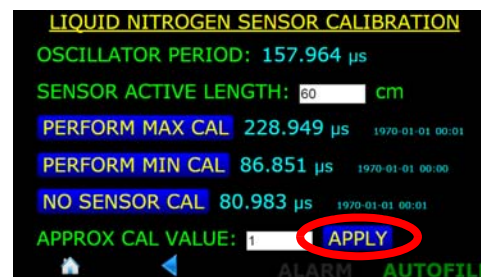 LIQUID NITROGEN SENSOR CALIBRATION
OSCILLATOR PERIOD: 157.964 µs
SENSOR ACTIVE LENGTH: 60 cm
PERFORM MAX CAL 228.949 µs 1970-01-01 00:01
PERFORM MIN CAL 86.851 µs 1970-01-01 00:00
NO SENSOR CAL 80.983 µs 1970-01-01 00:01
APPROX CAL VALUE: 1 APPLY
ALARM AUTOFILL